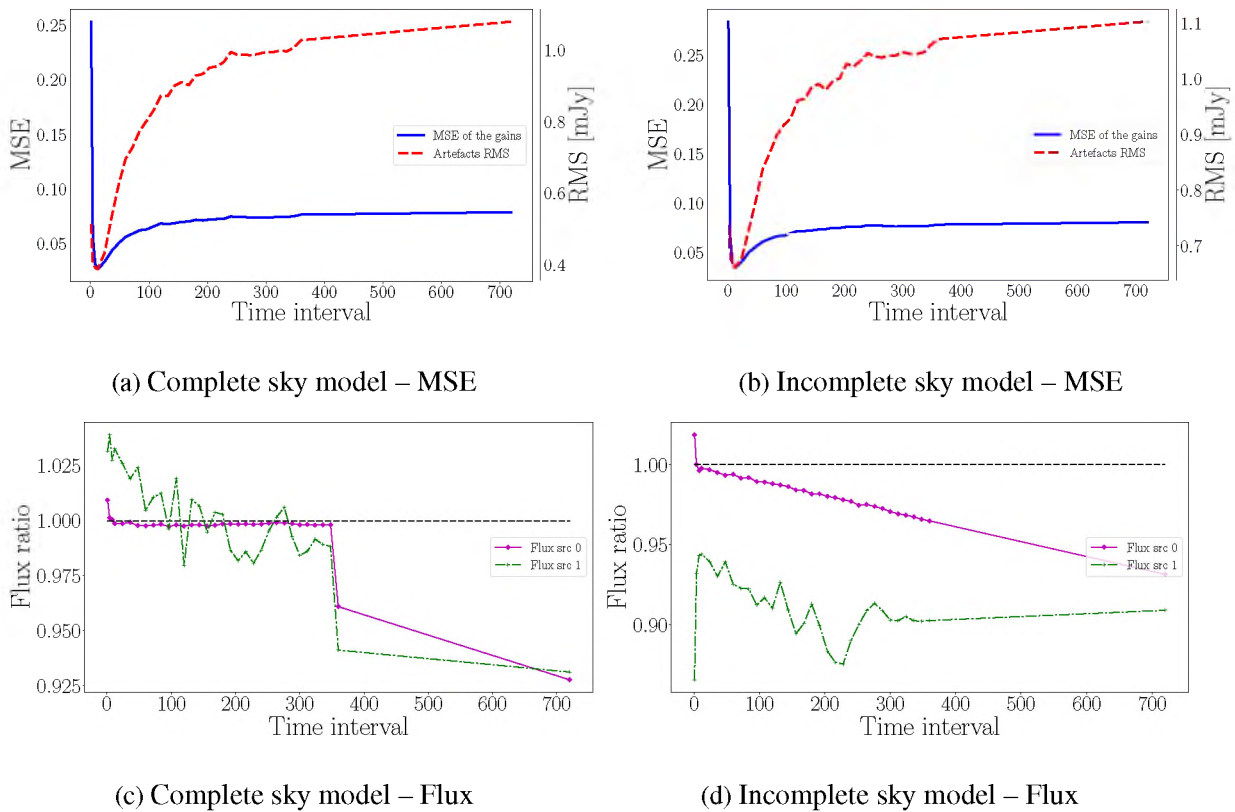 0.25
0.20
0.15
0.10
0.05
MSE
1.0
0.8
0.6
0.4
RMS [mJy]
MSE of the gains
Artefacts RMS
0 100 200 300 400 500 600 700
Time interval
(a) Complete sky model – MSE
0.25
0.20
0.15
0.10
0.05
MSE
1.1
1.0
0.9
0.8
0.7
RMS [mJy]
MSE of the gains
Artefacts RMS
0 100 200 300 400 500 600 700
Time interval
(b) Incomplete sky model – MSE
1.025
1.000
0.975
0.950
0.925
Flux ratio
Flux src 0
Flux src 1
0 100 200 300 400 500 600 700
Time interval
(c) Complete sky model – Flux
1.00
0.95
0.90
Flux ratio
Flux src 0
Flux src 1
0 100 200 300 400 500 600 700
Time interval
(d) Incomplete sky model – Flux